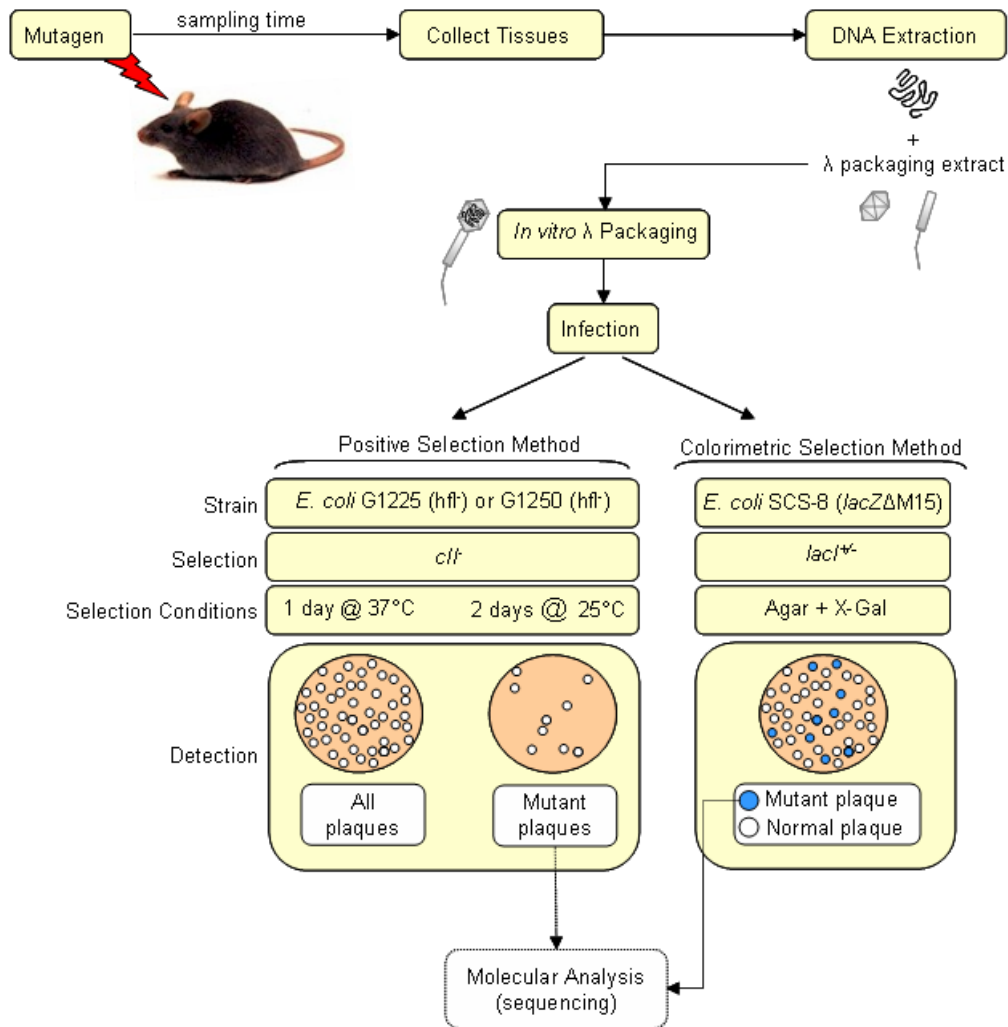 Mutagen
sampling time
Collect Tissues
DNA Extraction
+
λ packaging extract
In vitro λ Packaging
Infection
Positive Selection Method
Colorimetric Selection Method
Strain
E. coli G1225 (hfl-) or G1250 (hfl-)
E. coli SCS-8 (lacZΔM15)
Selection
cII-
lacI+/-
Selection Conditions
1 day @ 37°C
2 days @ 25°C
Agar + X-Gal
Detection
All
plaques
Mutant
plaques
Mutant plaque
Normal plaque
Molecular Analysis
(sequencing)